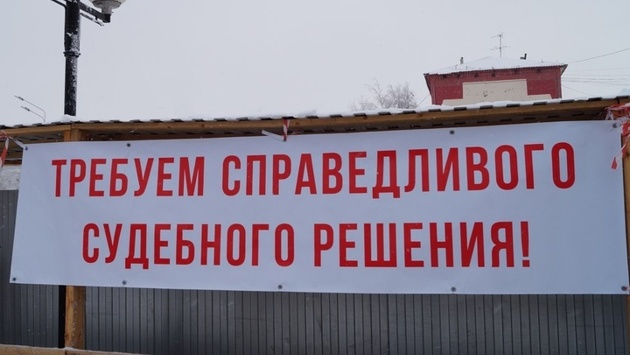 ТРЕБУЕМ СПРАВЕДЛИВОГО
СУДЕБНОГО РЕШЕНИЯ!